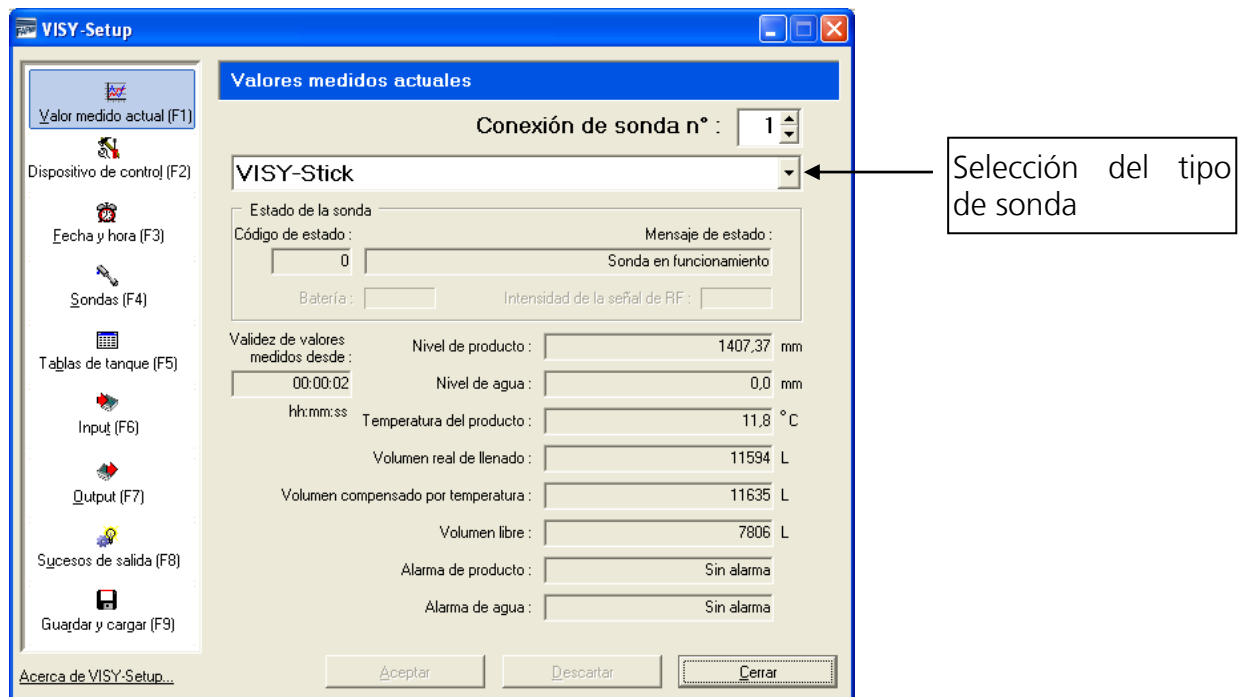 VISY-Setup
Valor medido actual (F1)
Dispositivo de control (F2)
Fecha y hora (F3)
Sondas (F4)
Tablas de tanque (F5)
Input (F6)
Output (F7)
Sucesos de salida (F8)
Guardar y cargar (F9)
Acerca de VISY-Setup...
Valores medidos actuales
Conexión de sonda n° : 1
VISY-Stick
Estado de la sonda
Código de estado : Mensaje de estado :
0 Sonda en funcionamiento
Batería : Intensidad de la señal de RF :
Validez de valores
medidos desde :
00:00:02
hh:mm:ss
Nivel de producto : 1407,37 mm
Nivel de agua : 0,0 mm
Temperatura del producto : 11,8 °C
Volumen real de llenado : 11594 L
Volumen compensado por temperatura : 11635 L
Volumen libre : 7806 L
Alarma de producto : Sin alarma
Alarma de agua : Sin alarma
Aceptar Descartar Cerrar
Selección del tipo
de sonda